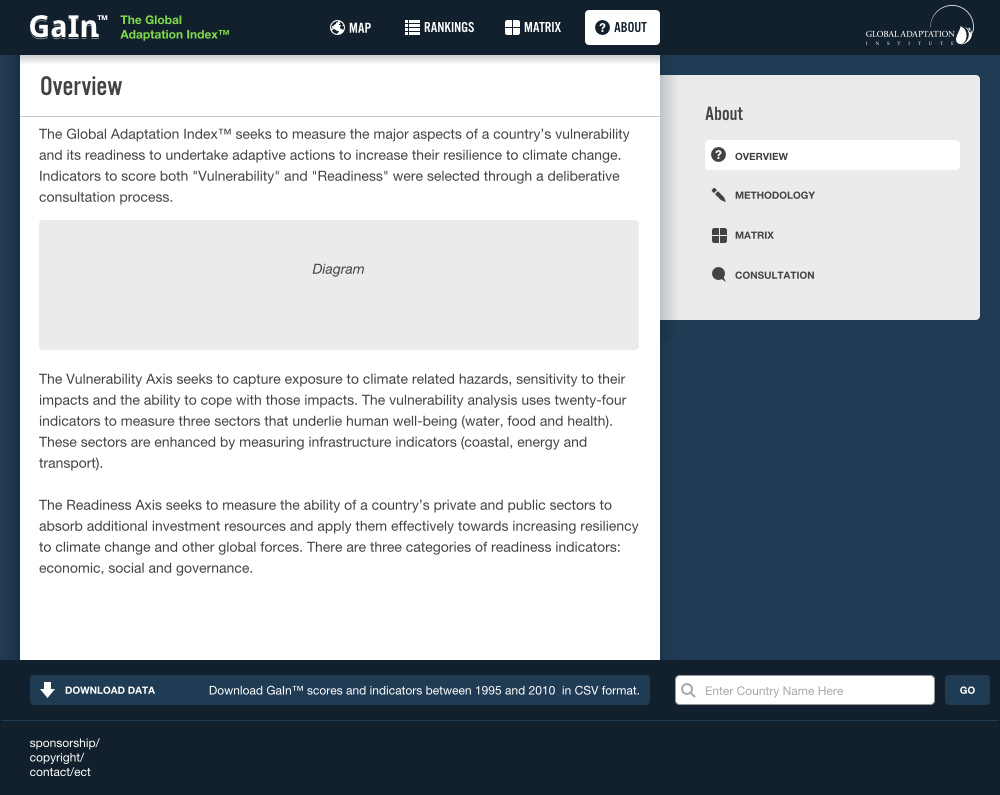 GaIn™
The Global
Adaptation Index™
MAP
RANKINGS
MATRIX
ABOUT
GLOBAL ADAPTATION
INSTITUTE
Overview
The Global Adaptation Index™ seeks to measure the major aspects of a country’s vulnerability
and its readiness to undertake adaptive actions to increase their resilience to climate change.
Indicators to score both "Vulnerability" and "Readiness" were selected through a deliberative
consultation process.
Diagram
The Vulnerability Axis seeks to capture exposure to climate related hazards, sensitivity to their
impacts and the ability to cope with those impacts. The vulnerability analysis uses twenty-four
indicators to measure three sectors that underlie human well-being (water, food and health).
These sectors are enhanced by measuring infrastructure indicators (coastal, energy and
transport).
The Readiness Axis seeks to measure the ability of a country’s private and public sectors to
absorb additional investment resources and apply them effectively towards increasing resiliency
to climate change and other global forces. There are three categories of readiness indicators:
economic, social and governance.
About
OVERVIEW
METHODOLOGY
MATRIX
CONSULTATION
DOWNLOAD DATA
Download GaIn™ scores and indicators between 1995 and 2010 in CSV format.
Enter Country Name Here
GO
sponsorship/
copyright/
contact/ect